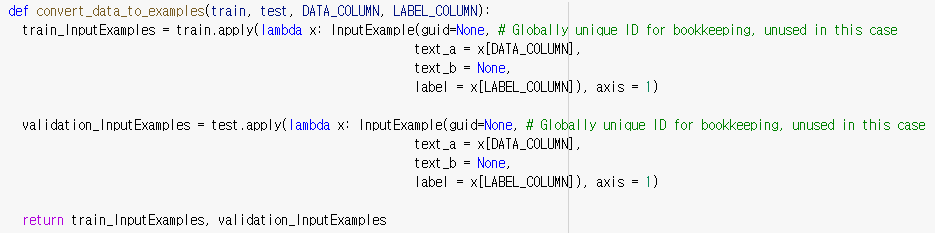 def convert_data_to_examples(train, test, DATA_COLUMN, LABEL_COLUMN):
  train_InputExamples = train.apply(lambda x: InputExample(guid=None, # Globally unique ID for bookkeeping, unused in this case
                                                          text_a = x[DATA_COLUMN],
                                                          text_b = None,
                                                          label = x[LABEL_COLUMN]), axis = 1)

  validation_InputExamples = test.apply(lambda x: InputExample(guid=None, # Globally unique ID for bookkeeping, unused in this case
                                                          text_a = x[DATA_COLUMN],
                                                          text_b = None,
                                                          label = x[LABEL_COLUMN]), axis = 1)

  return train_InputExamples, validation_InputExamples